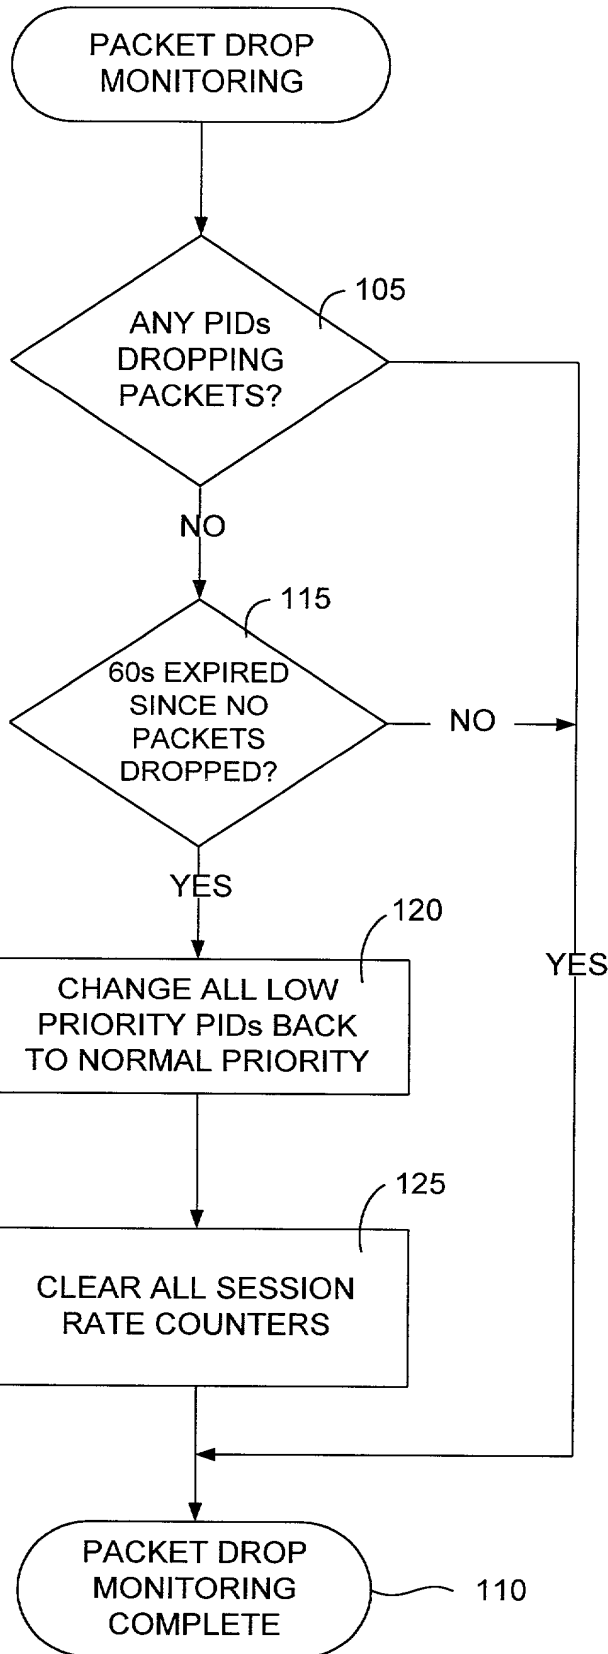 PACKET DROP
MONITORING
105
ANY PIDs
DROPPING
PACKETS?
NO
115
60s EXPIRED
SINCE NO
PACKETS
DROPPED?
NO
YES
120
YES
CHANGE ALL LOW
PRIORITY PIDs BACK
TO NORMAL PRIORITY
125
CLEAR ALL SESSION
RATE COUNTERS
PACKET DROP
MONITORING
COMPLETE
110